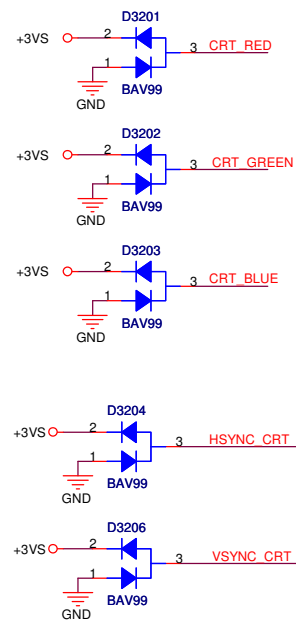 D3201
+3VS 2
3 CRT_RED
1
GND
BAV99
D3202
+3VS 2
3 CRT_GREEN
1
GND
BAV99
D3203
+3VS 2
3 CRT_BLUE
1
GND
BAV99
D3204
+3VS 2
3 HSYNC_CRT
1
GND
BAV99
D3206
+3VS 2
3 VSYNC_CRT
1
GND
BAV99